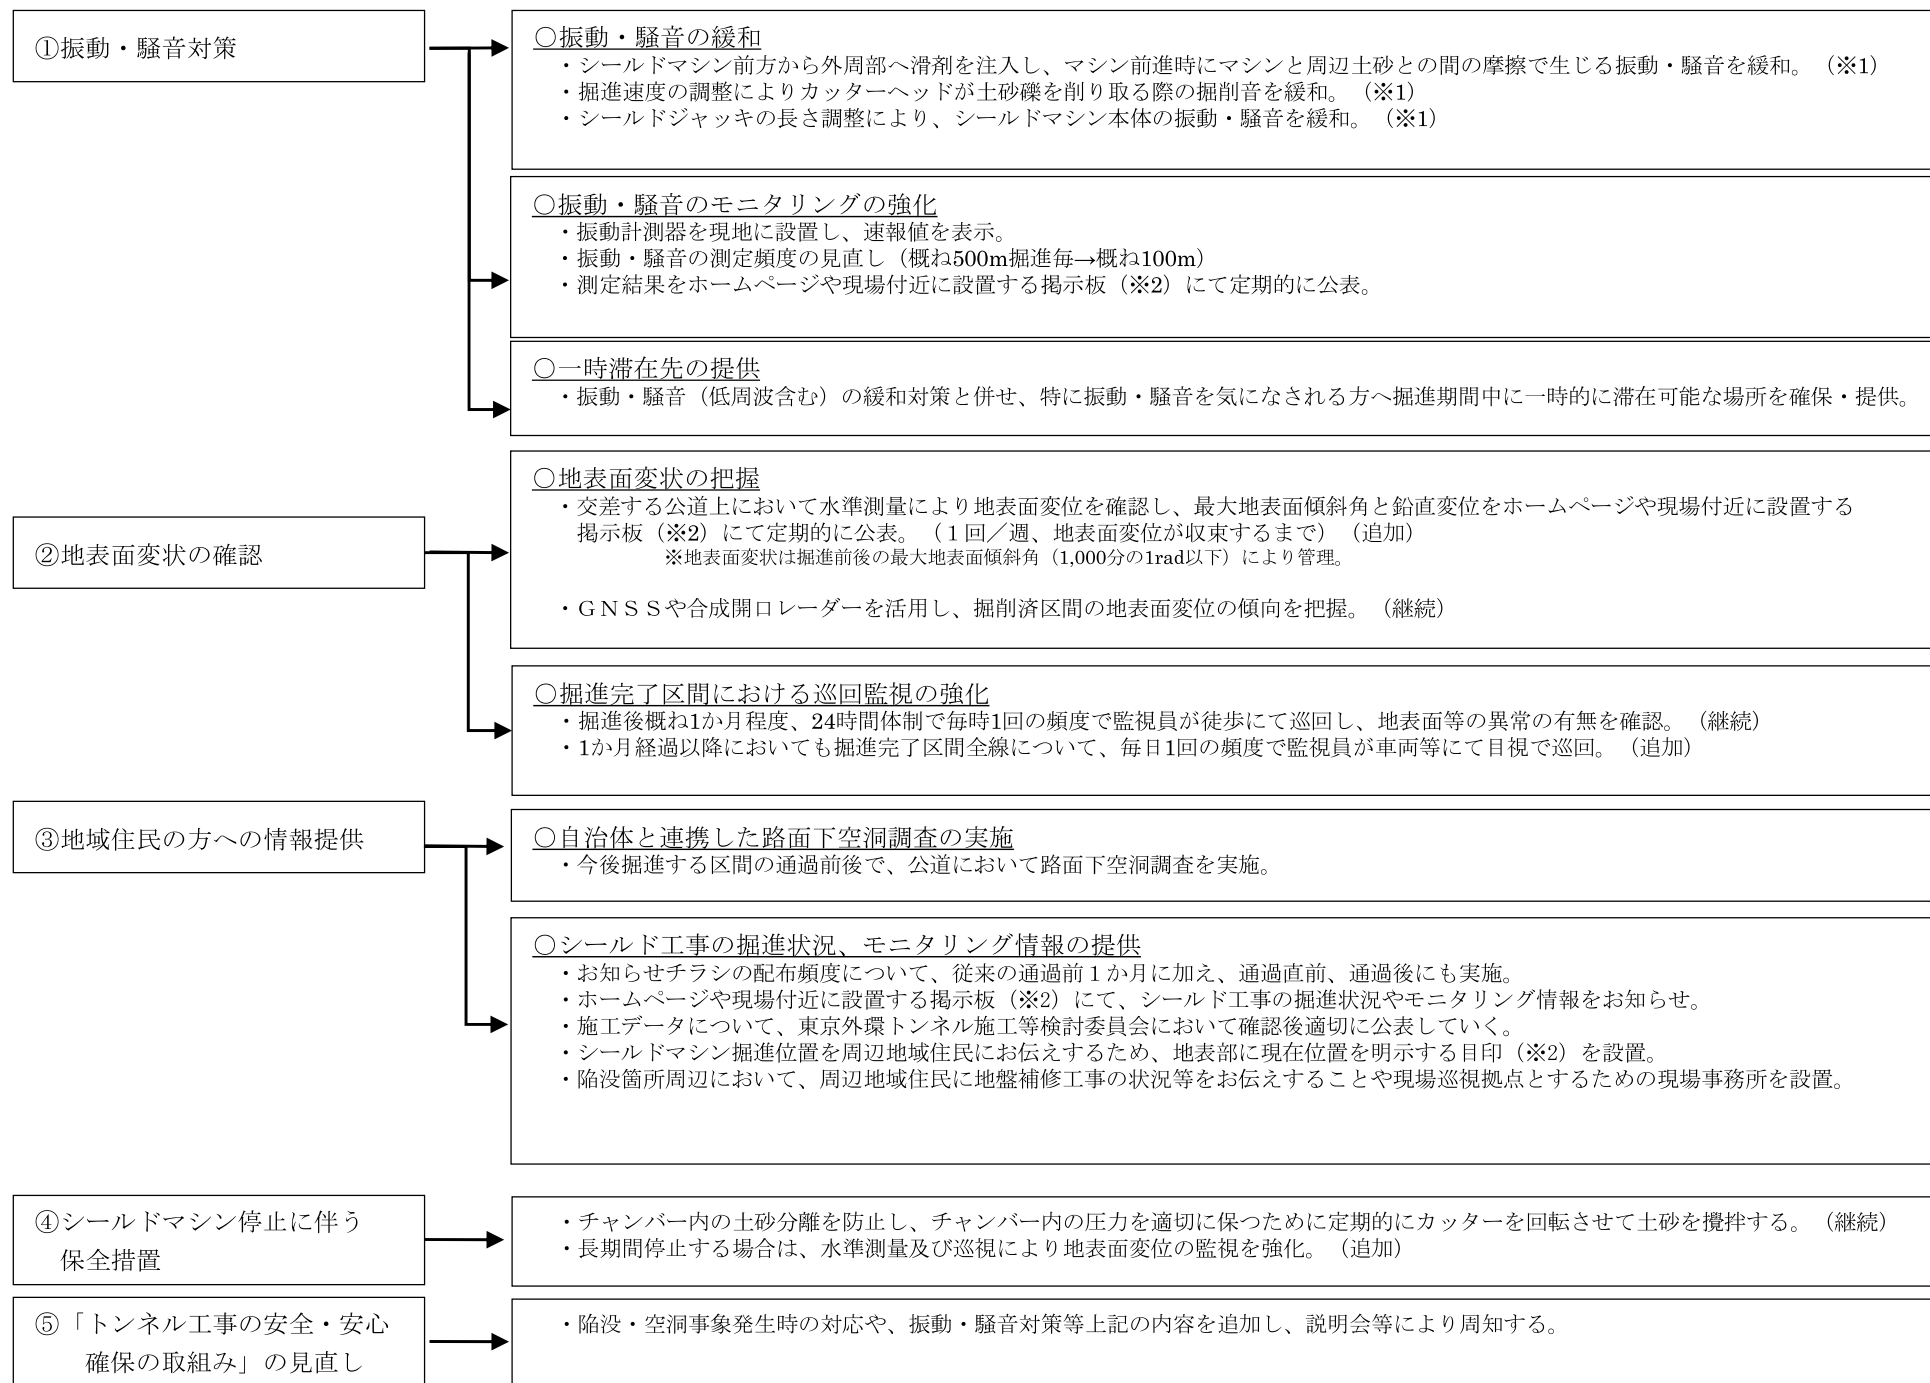 ①振動・騒音対策
○振動・騒音の緩和
・シールドマシン前方から外周部へ滑剤を注入し、マシン前進時にマシンと周辺土砂との間の摩擦で生じる振動・騒音を緩和。（※1）
・掘進速度の調整によりカッターヘッドが土砂礫を削り取る際の掘削音を緩和。（※1）
・シールドジャッキの長さ調整により、シールドマシン本体の振動・騒音を緩和。（※1）
○振動・騒音のモニタリングの強化
・振動計測器を現地に設置し、速報値を表示。
・振動・騒音の測定頻度の見直し（概ね500m掘進毎→概ね100m）
・測定結果をホームページや現場付近に設置する掲示板（※2）にて定期的に公表。
○一時滞在先の提供
・振動・騒音（低周波含む）の緩和対策と併せ、特に振動・騒音を気になされる方へ掘進期間中に一時的に滞在可能な場所を確保・提供。
②地表面変状の確認
○地表面変状の把握
・交差する公道上において水準測量により地表面変位を確認し、最大地表面傾斜角と鉛直変位をホームページや現場付近に設置する
掲示板（※2）にて定期的に公表。（１回／週、地表面変位が収束するまで）（追加）
※地表面変状は掘進前後の最大地表面傾斜角（1,000分の1rad以下）により管理。
・ＧＮＳＳや合成開口レーダーを活用し、掘削済区間の地表面変位の傾向を把握。（継続）
○掘進完了区間における巡回監視の強化
・掘進後概ね1か月程度、24時間体制で毎時1回の頻度で監視員が徒歩にて巡回し、地表面等の異常の有無を確認。（継続）
・1か月経過以降においても掘進完了区間全線について、毎日1回の頻度で監視員が車両等にて目視で巡回。（追加）
③地域住民の方への情報提供
○自治体と連携した路面下空洞調査の実施
・今後掘進する区間の通過前後で、公道において路面下空洞調査を実施。
○シールド工事の掘進状況、モニタリング情報の提供
・お知らせチラシの配布頻度について、従来の通過前１か月に加え、通過直前、通過後にも実施。
・ホームページや現場付近に設置する掲示板（※2）にて、シールド工事の掘進状況やモニタリング情報をお知らせ。
・施工データについて、東京外環トンネル施工等検討委員会において確認後適切に公表していく。
・シールドマシン掘進位置を周辺地域住民にお伝えするため、地表部に現在位置を明示する目印（※2）を設置。
・陥没箇所周辺において、周辺地域住民に地盤補修工事の状況等をお伝えすることや現場巡視拠点とするための現場事務所を設置。
④シールドマシン停止に伴う
保全措置
・チャンバー内の土砂分離を防止し、チャンバー内の圧力を適切に保つために定期的にカッターを回転させて土砂を攪拌する。（継続）
・長期間停止する場合は、水準測量及び巡視により地表面変位の監視を強化。（追加）
⑤「トンネル工事の安全・安心
確保の取組み」の見直し
・陥没・空洞事象発生時の対応や、振動・騒音対策等上記の内容を追加し、説明会等により周知する。